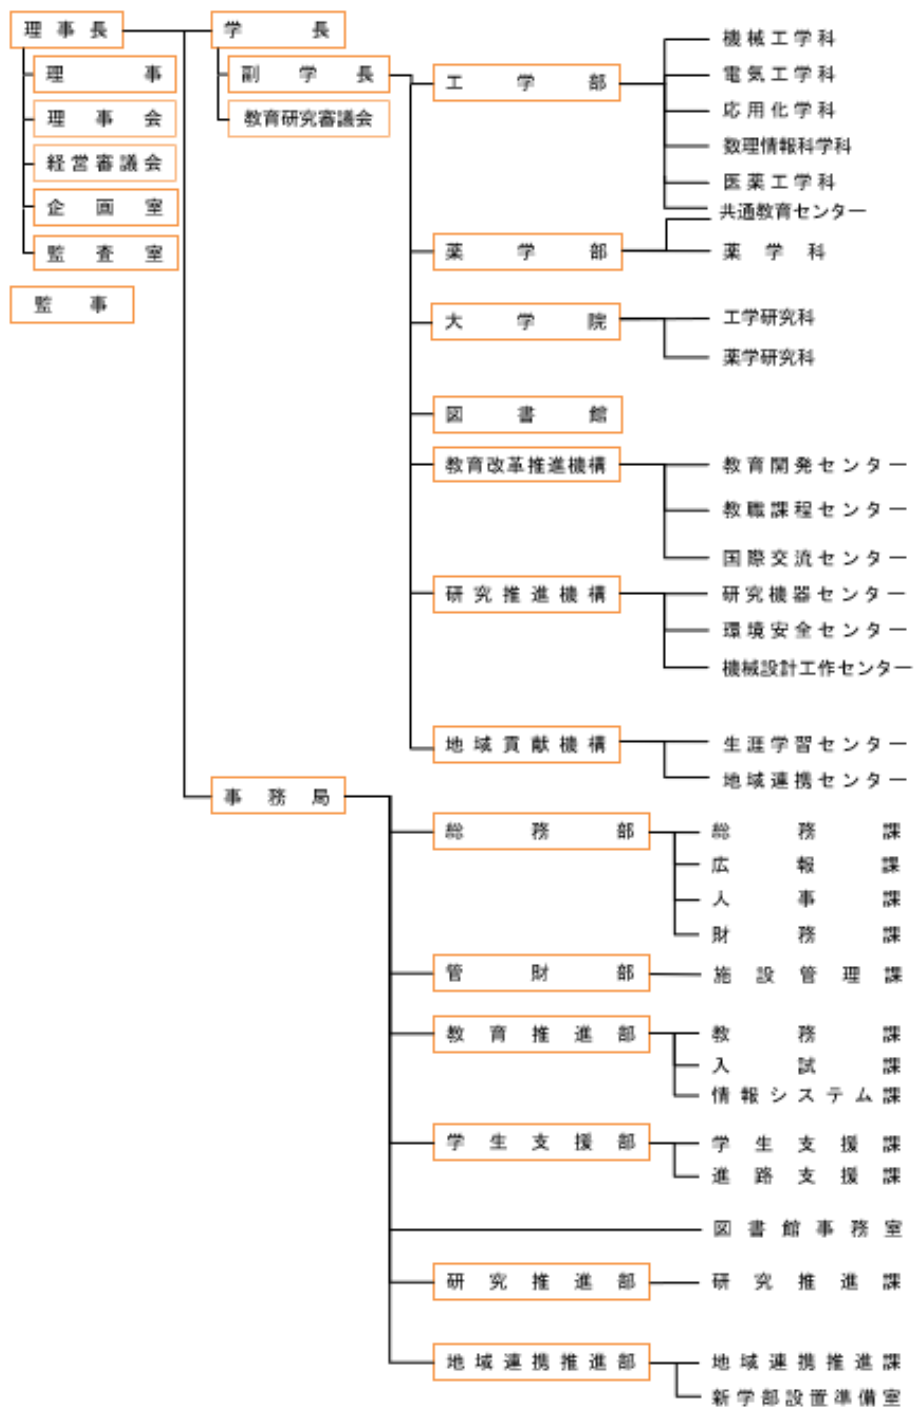 理事長
理事
理事会
経営審議会
企画室
監査室
監事
学長
副学長
教育研究審議会
工学部
機械工学科
電気工学科
応用化学科
数理情報科学科
医薬工学科
共通教育センター
薬学部
薬学科
大学院
工学研究科
薬学研究科
図書館
教育改革推進機構
教育開発センター
教職課程センター
国際交流センター
研究推進機構
研究機器センター
環境安全センター
機械設計工作センター
地域貢献機構
生涯学習センター
地域連携センター
事務局
総務部
総務課
広報課
人事課
財務課
管財部
施設管理課
教育推進部
教務課
入試課
情報システム課
学生支援部
学生支援課
進路支援課
図書館事務室
研究推進部
研究推進課
地域連携推進部
地域連携推進課
新学部設置準備室